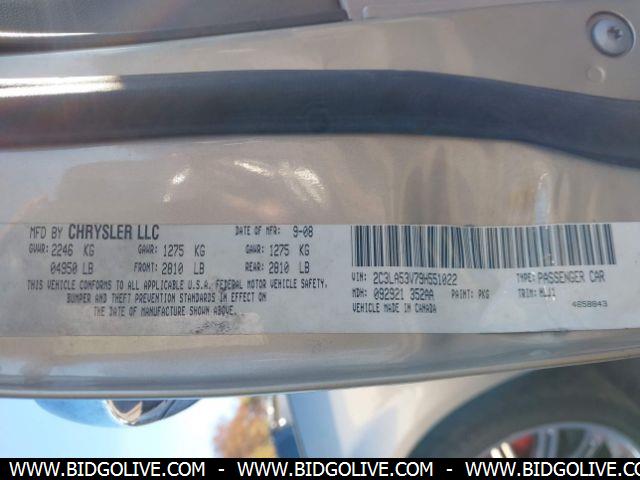 MFD BY CHRYSLER LLC DATE OF MFR: 9-08
GVWR: 2246 KG GAWR: 1275 KG GAWR: 1275 KG
04950 LB FRONT: 2810 LB REAR: 2810 LB
THIS VEHICLE CONFORMS TO ALL APPLICABLE U.S.A. FEDERAL MOTOR VEHICLE SAFETY,
BUMPER AND THEFT PREVENTION STANDARDS IN EFFECT ON
THE DATE OF MANUFACTURE SHOWN ABOVE.
VIN: 2C3LA53V79H551022 TYPE: PASSENGER CAR
MDH: 092921 352AA PAINT: PKG TRIM: MLJ1
VEHICLE MADE IN CANADA 4658843
WWW.BIDGOLIVE.COM - WWW.BIDGOLIVE.COM - WWW.BIDGOLIVE.COM